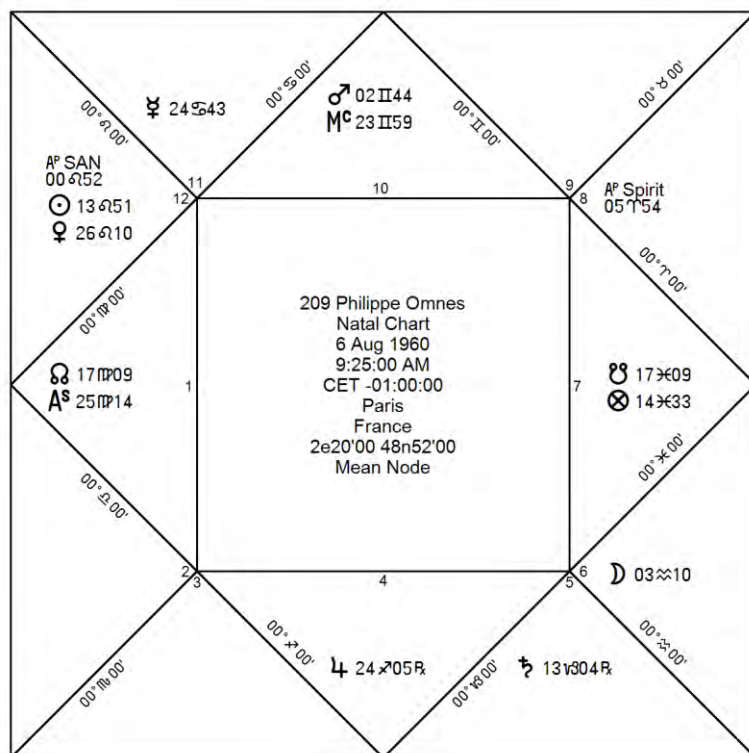 ☿ 24♋43
00°♋00'
♂ 02♊44
Mc 23♊59
00°♊00'
00°♉00'
00°♌00'
AP SAN
00♌52
☉ 13♌51
♀ 26♌10
11
12
10
9
8
AP Spirit
05♈54
00°♈00'
00°♍00'
209 Philippe Omnes
Natal Chart
6 Aug 1960
9:25:00 AM
CET -01:00:00
Paris
France
2e20'00 48n52'00
Mean Node
☊ 17♍09
As 25♍14
1
7
☋ 17♓09
⊗ 14♓33
00°♓00'
00°♎00'
2
3
4
5
6
☽ 03♒10
00°♏00'
00°♐00'
♃ 24♐05℞
00°♑00'
♄ 13♑04℞
00°♒00'